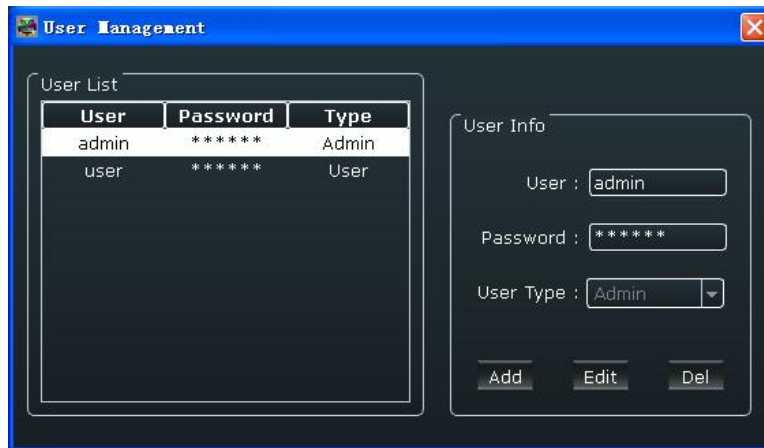 User Management
User List
User Password Type
admin ****** Admin
user ****** User
User Info
User : admin
Password : ******
User Type : Admin
Add Edit Del